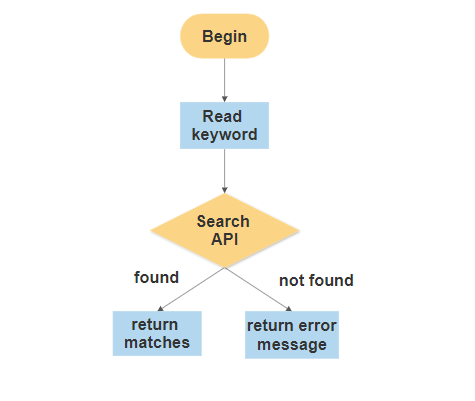 Begin
Read
keyword
Search
API
found
not found
return
matches
return error
message